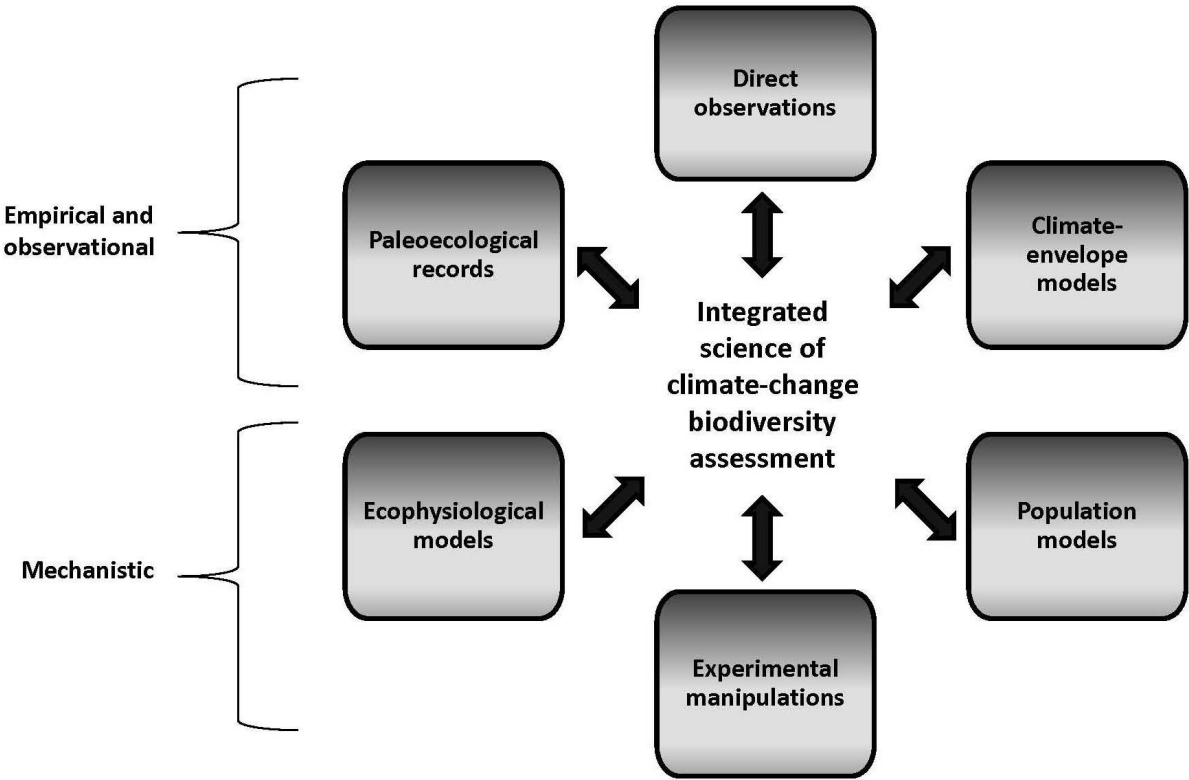 Direct
observations
Empirical and
observational
Paleoecological
records
Climate-
envelope
models
Integrated
science of
climate-change
biodiversity
assessment
Mechanistic
Ecophysiological
models
Population
models
Experimental
manipulations